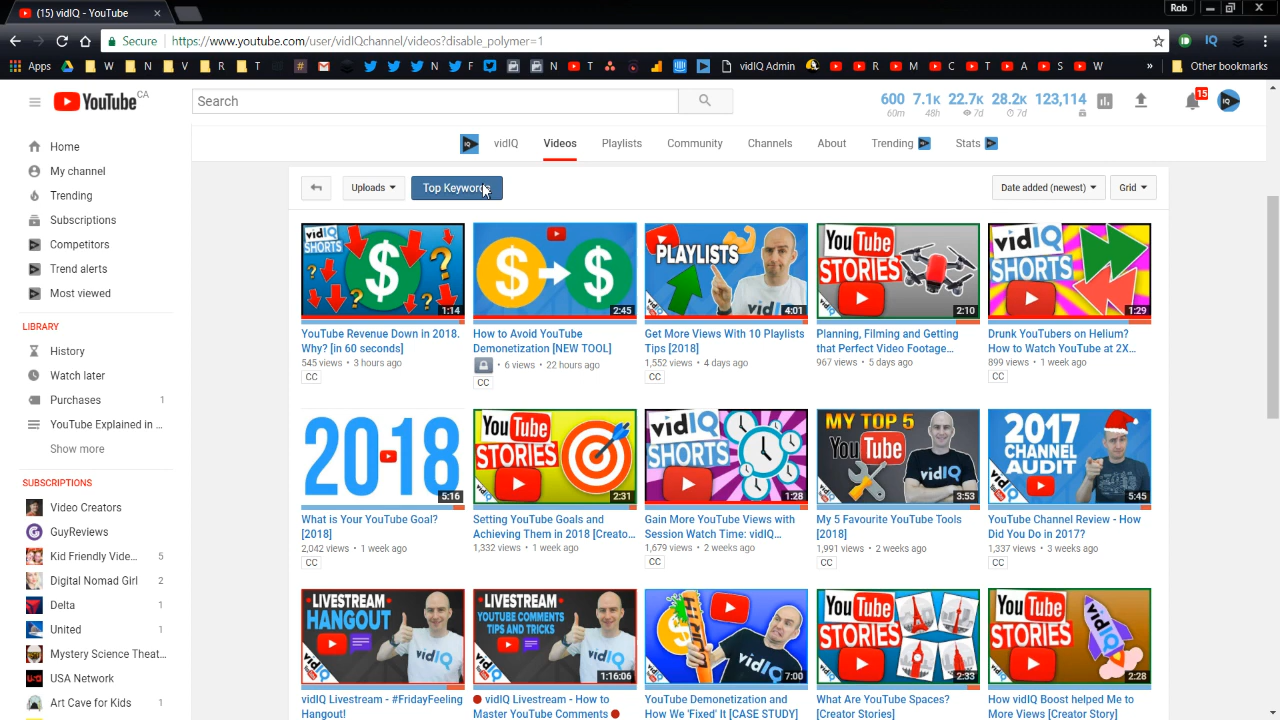 (15) vidIQ - YouTube
Rob
Secure
https://www.youtube.com/user/vidIQchannel/videos?disable_polymer=1
IQ
Apps W N V R T # M W T N F N T T vidIQ Admin R M C T A S W » Other bookmarks
YouTube CA
Search
600 7.1K 22.7K 28.2K 123,114
60m 48h 7d 7d
15
IQ
Home
My channel
Trending
Subscriptions
Competitors
Trend alerts
Most viewed
LIBRARY
History
Watch later
Purchases 1
YouTube Explained in ...
Show more
SUBSCRIPTIONS
Video Creators
GuyReviews
Kid Friendly Vide... 5
Digital Nomad Girl 2
Delta 1
United 1
Mystery Science Theat...
USA Network
Art Cave for Kids 1
vidIQ Videos Playlists Community Channels About Trending Stats
Uploads Top Keywords
Date added (newest) Grid
vidIQ SHORTS
1:14
YouTube Revenue Down in 2018.
Why? [in 60 seconds]
545 views • 3 hours ago
CC
2:45
How to Avoid YouTube
Demonetization [NEW TOOL]
• 6 views • 22 hours ago
CC
PLAYLISTS
vidIQ
4:01
Get More Views With 10 Playlists
Tips [2018]
1,552 views • 4 days ago
CC
YouTube STORIES
2:10
Planning, Filming and Getting
that Perfect Video Footage...
967 views • 5 days ago
vidIQ SHORTS
1:29
Drunk YouTubers on Helium?
How to Watch YouTube at 2X...
899 views • 1 week ago
CC
2018
5:16
What is Your YouTube Goal?
[2018]
2,042 views • 1 week ago
CC
YouTube STORIES
2:31
Setting YouTube Goals and
Achieving Them in 2018 [Creato...
1,332 views • 1 week ago
vidIQ SHORTS
1:28
Gain More YouTube Views with
Session Watch Time: vidIQ...
1,679 views • 2 weeks ago
CC
MY TOP 5
YouTube
vidIQ
3:53
My 5 Favourite YouTube Tools
[2018]
1,991 views • 2 weeks ago
CC
2017
CHANNEL
AUDIT
vidIQ
5:45
YouTube Channel Review - How
Did You Do in 2017?
1,337 views • 3 weeks ago
CC
LIVESTREAM
HANGOUT
vidIQ
vidIQ Livestream - #FridayFeeling
Hangout!
LIVESTREAM
YOUTUBE COMMENTS
TIPS AND TRICKS
vidIQ
1:16:06
vidIQ Livestream - How to
Master YouTube Comments
vidIQ
7:00
YouTube Demonetization and
How We 'Fixed' It [CASE STUDY]
YouTube STORIES
2:33
What Are YouTube Spaces?
[Creator Stories]
YouTube STORIES
vidIQ
2:28
How vidIQ Boost helped Me to
More Views [Creator Story]